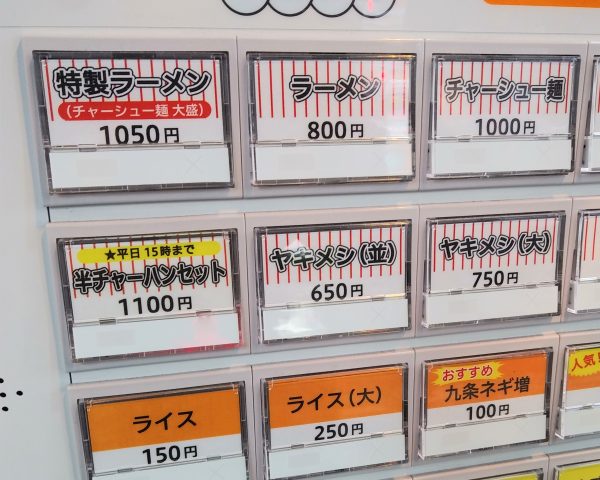 特製ラーメン
(チャーシュー麺 大盛)
1050円
ラーメン
800円
チャーシュー麺
1000円
★平日 15時まで
半チャーハンセット
1100円
ヤキメシ(並)
650円
ヤキメシ(大)
750円
ライス
150円
ライス(大)
250円
おすすめ
九条ネギ増
100円
人気!